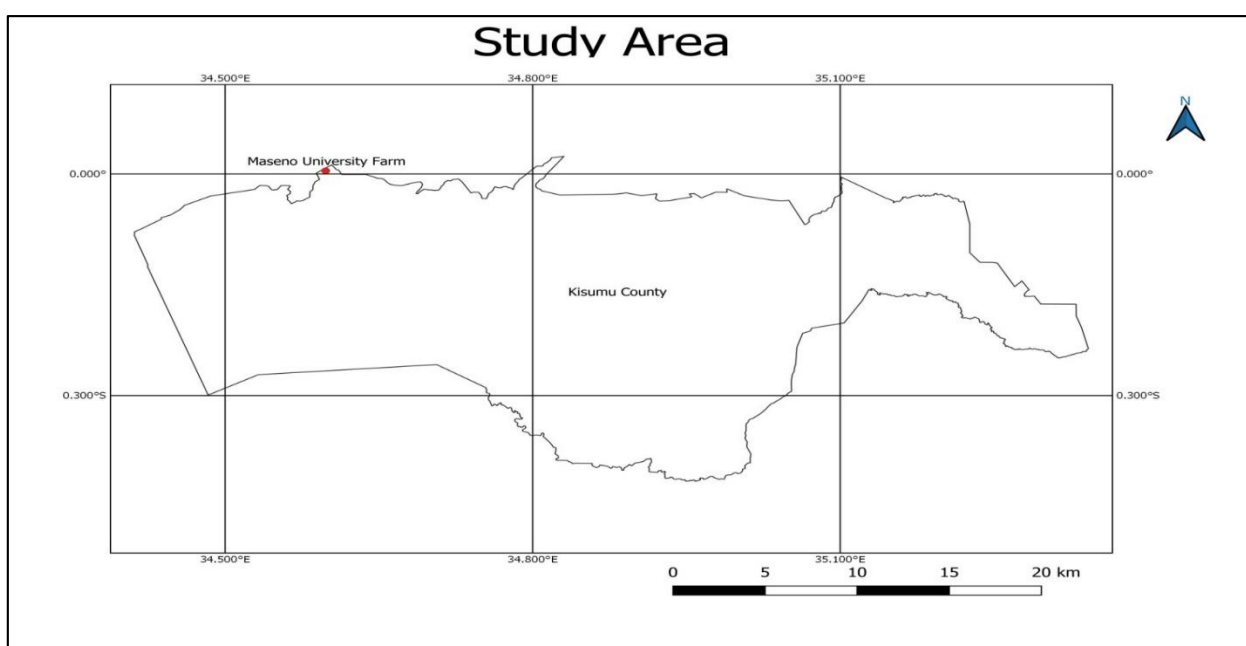 Study Area
34.500°E 34.800°E 35.100°E
N
Maseno University Farm
0.000° 0.000°
Kisumu County
0.300°S 0.300°S
34.500°E 34.800°E 35.100°E
0 5 10 15 20 km